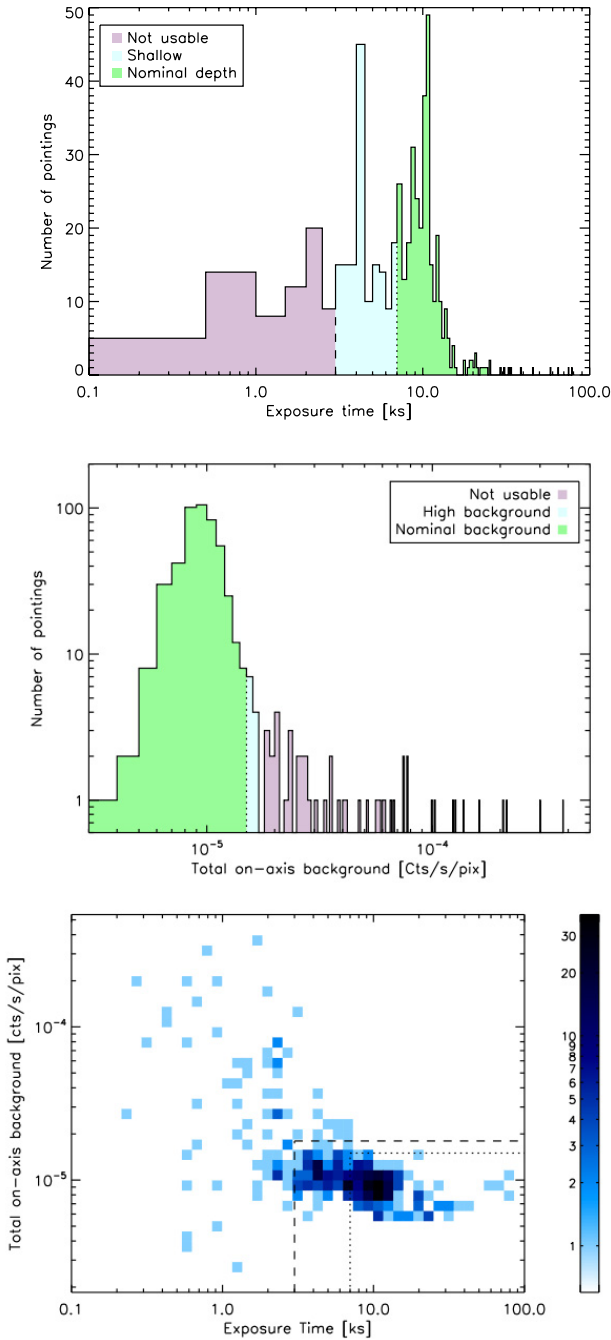 Not usable
Shallow
Nominal depth
Number of pointings
50
40
30
20
10
0
0.1
1.0
10.0
100.0
Exposure time [ks]
Not usable
High background
Nominal background
Number of pointings
100
10
1
10⁻⁵
10⁻⁴
Total on-axis background [Cts/s/pix]
Total on-axis background [cts/s/pix]
10⁻⁴
10⁻⁵
0.1
1.0
10.0
100.0
Exposure Time [ks]
30
20
10
9
8
7
6
5
4
3
2
1